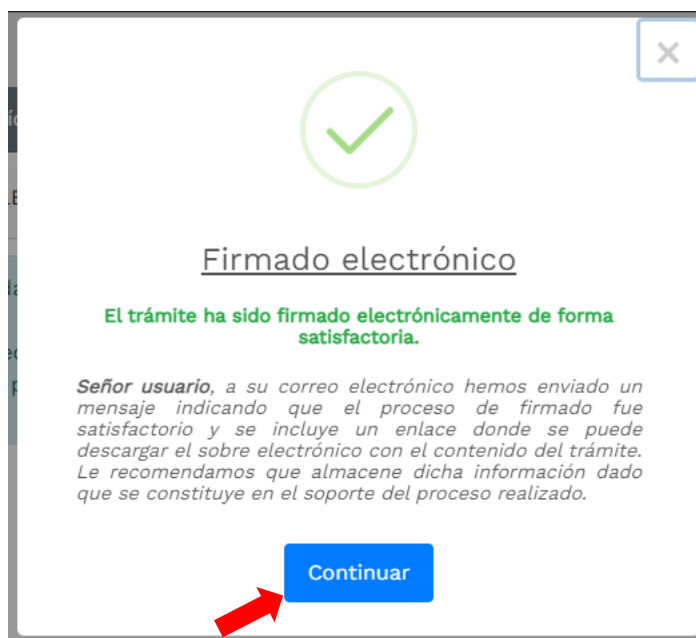 ×
Firmado electrónico
El trámite ha sido firmado electrónicamente de forma
satisfactoria.
Señor usuario, a su correo electrónico hemos enviado un
mensaje indicando que el proceso de firmado fue
satisfactorio y se incluye un enlace donde se puede
descargar el sobre electrónico con el contenido del trámite.
Le recomendamos que almacene dicha información dado
que se constituye en el soporte del proceso realizado.
Continuar